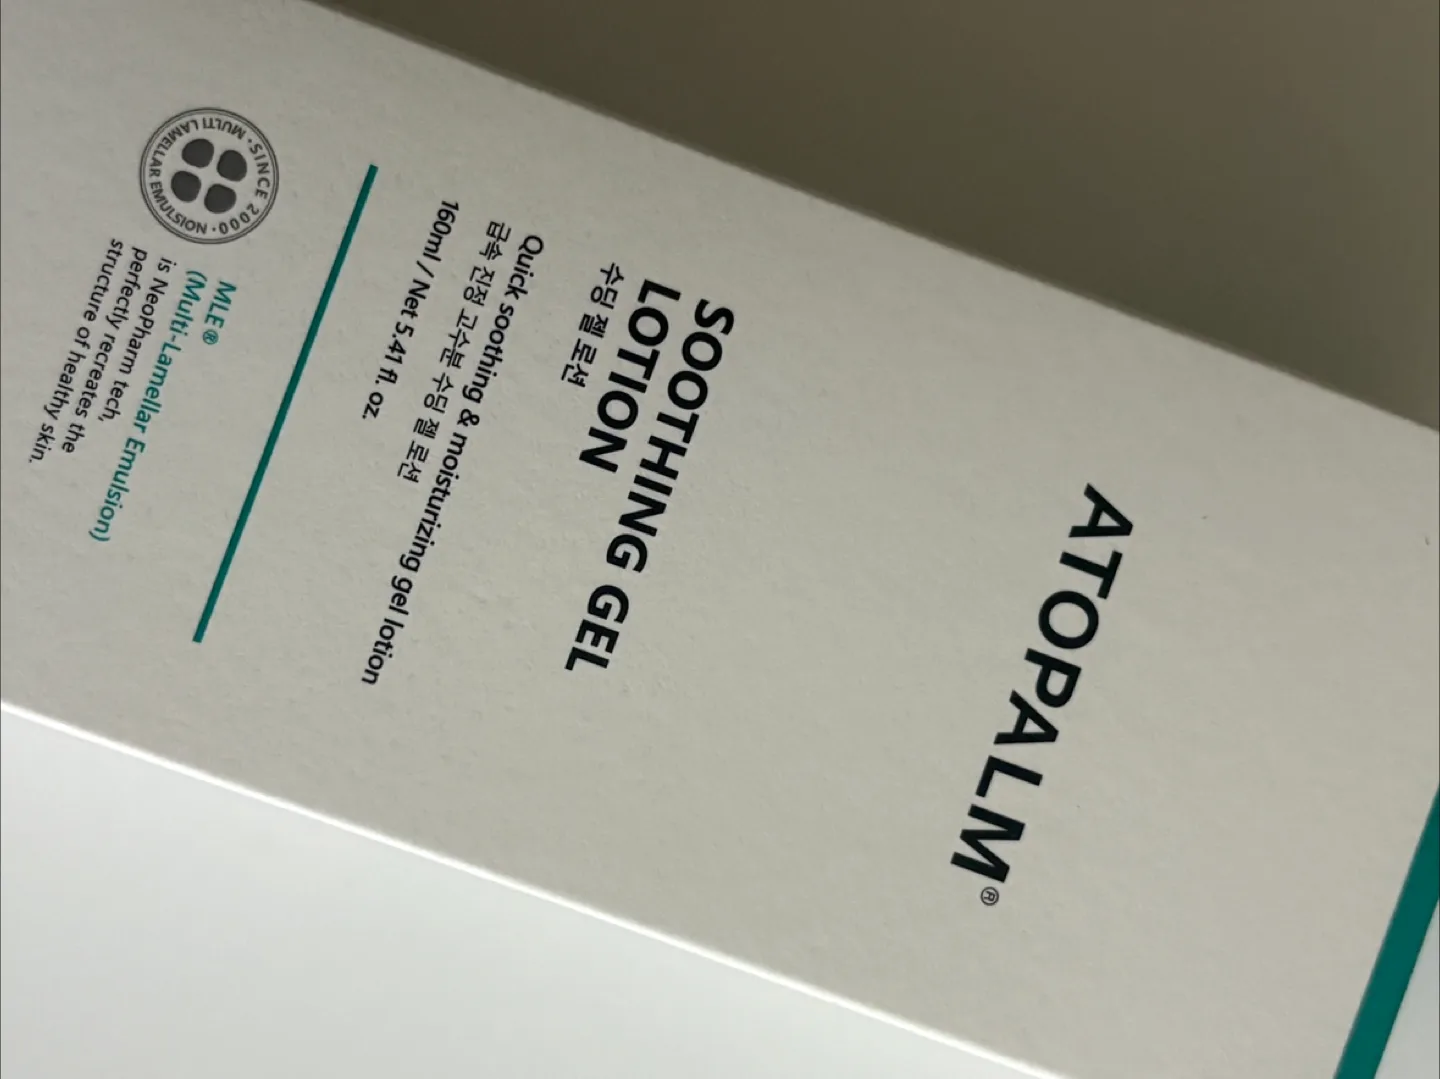 ATOPALM®
SOOTHING GEL
LOTION
수딩 젤 로션
Quick soothing & moisturizing gel lotion
급속 진정 고수분 수딩 젤 로션
160ml / Net 5.41 fl. oz.
MULTI LAMELLAR EMULSION · SINCE 2000 ·
MLE®
(Multi-Lamellar Emulsion)
is NeoPharm tech,
perfectly recreates the
structure of healthy skin.